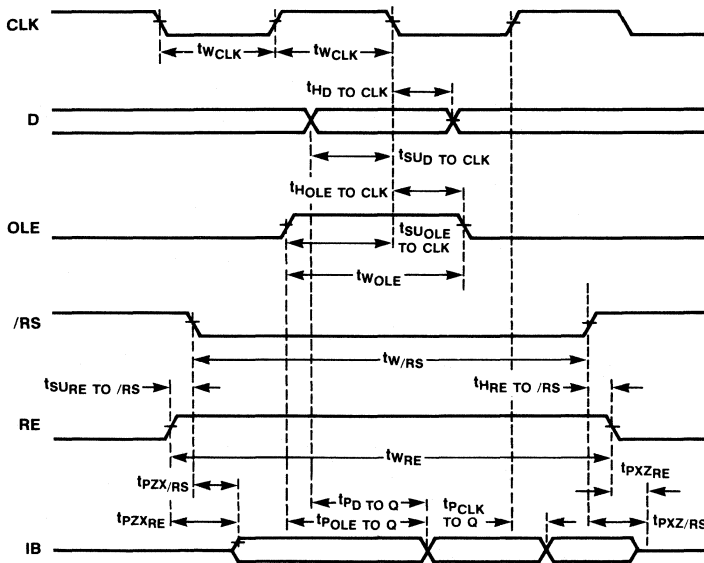 CLK
tWCLK
tWCLK
tHD TO CLK
D
tSUD TO CLK
tHOLE TO CLK
OLE
tSUOLE
TO CLK
tWOLE
/RS
tW/RS
tSURE TO /RS
tHRE TO /RS
RE
tWRE
tPZX/RS
tPXZRE
tPD TO Q
tPCLK
TO Q
tPZXRE
tPOLE TO Q
tPXZ/RS
IB